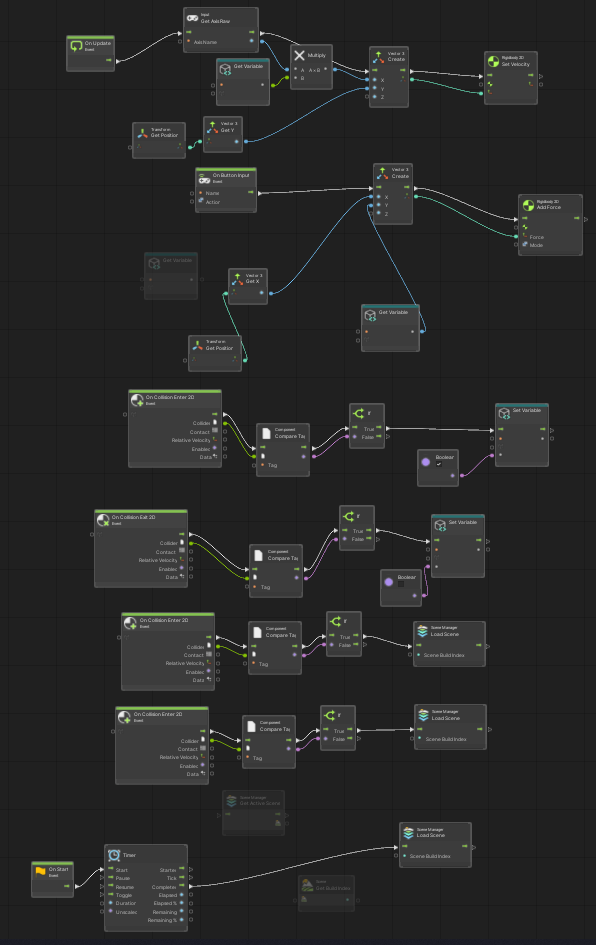 On Update
Event
Input
Get AxisRaw
AxisName
Get Variable
Multiply
A
A × B
B
Vector 3
Create
X
Y
Z
Rigidbody 2D
Set Velocity
Transform
Get Position
Vector 3
Get Y
On Button Input
Event
Name
Action
Vector 3
Create
X
Y
Z
Rigidbody 2D
Add Force
Force
Mode
Get Variable
Vector 3
Get X
Get Variable
Transform
Get Position
On Collision Enter 2D
Event
Collider
Contact
Relative Velocity
Enabled
Data
Component
Compare Tag
Tag
If
True
False
Boolean
Set Variable
On Collision Exit 2D
Event
Collider
Contact
Relative Velocity
Enabled
Data
Component
Compare Tag
Tag
If
True
False
Boolean
Set Variable
On Collision Enter 2D
Event
Collider
Contact
Relative Velocity
Enabled
Data
Component
Compare Tag
Tag
If
True
False
Scene Manager
Load Scene
Scene Build Index
On Collision Enter 2D
Event
Collider
Contact
Relative Velocity
Enabled
Data
Component
Compare Tag
Tag
If
True
False
Scene Manager
Load Scene
Scene Build Index
Scene Manager
Get Active Scene
On Start
Event
Timer
Start
Started
Pause
Tick
Resume
Completed
Toggle
Elapsed
Duration
Elapsed %
Unscaled
Remaining
Remaining %
Scene Manager
Load Scene
Scene Build Index
Scene
Get Build Index